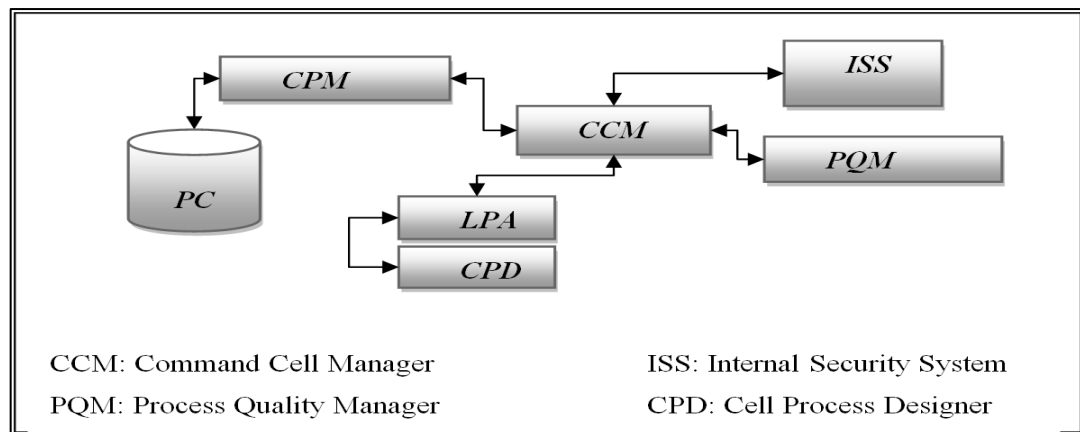 ISS
CPM
CCM
PQM
PC
LPA
CPD
CCM: Command Cell Manager
ISS: Internal Security System
PQM: Process Quality Manager
CPD: Cell Process Designer